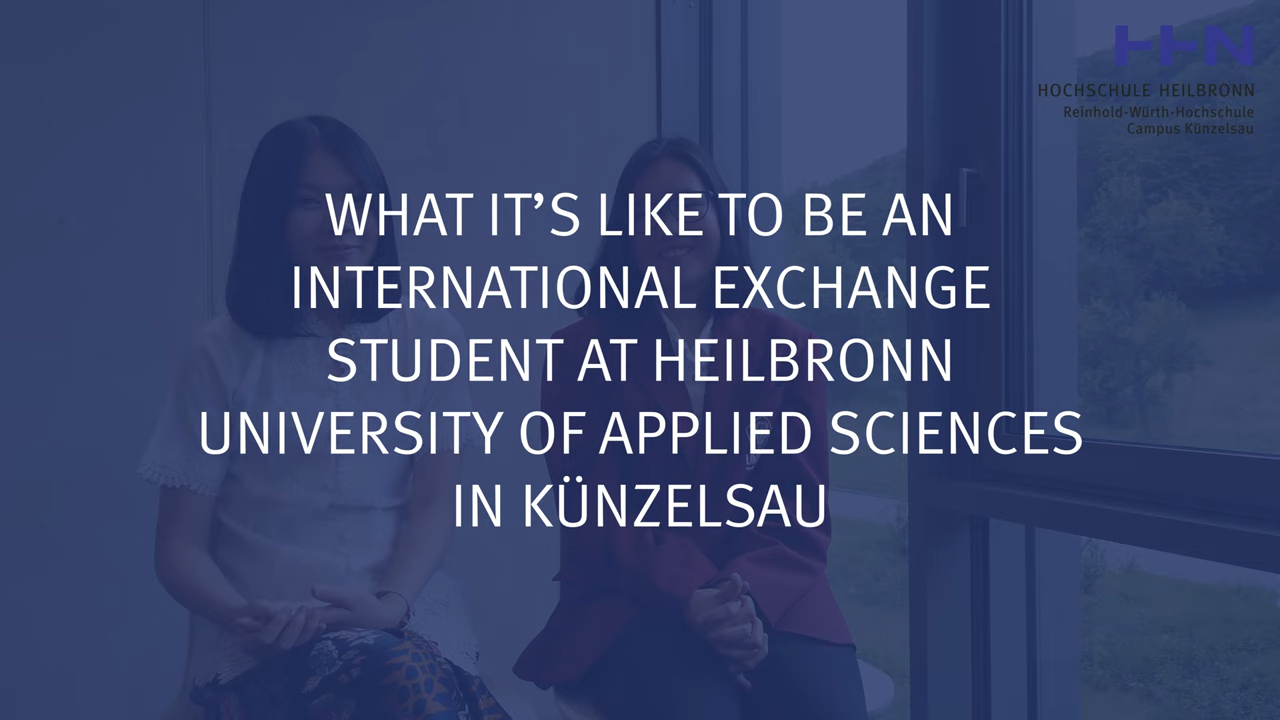 HHN
HOCHSCHULE HEILBRONN
Reinhold-Würth-Hochschule
Campus Künzelsau
WHAT IT’S LIKE TO BE AN
INTERNATIONAL EXCHANGE
STUDENT AT HEILBRONN
UNIVERSITY OF APPLIED SCIENCES
IN KÜNZELSAU